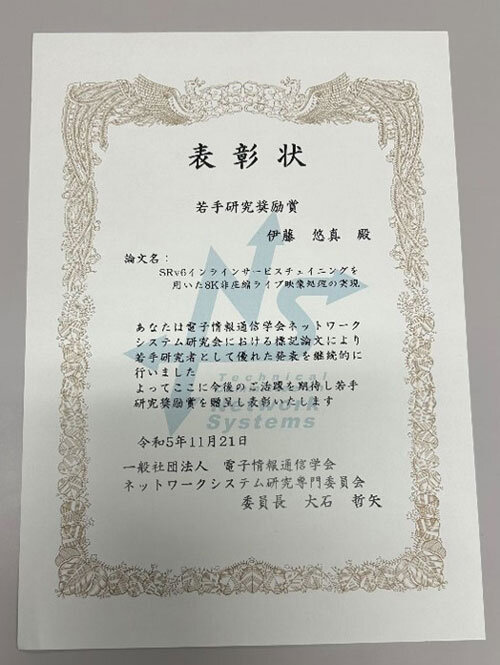 表彰状
若手研究奨励賞
伊藤 悠真 殿
論文名：
SRv6インラインサービスチェイニングを
用いた8K非圧縮ライブ映像処理の実現
あなたは電子情報通信学会ネットワーク
システム研究会における標記論文により
若手研究者として優れた発表を継続的に
行いました
よってここに今後のご活躍を期待し若手
研究奨励賞を贈呈し表彰いたします
NS
Technical
Network
Systems
令和5年11月21日
一般社団法人 電子情報通信学会
ネットワークシステム研究専門委員会
委員長 大石 哲矢